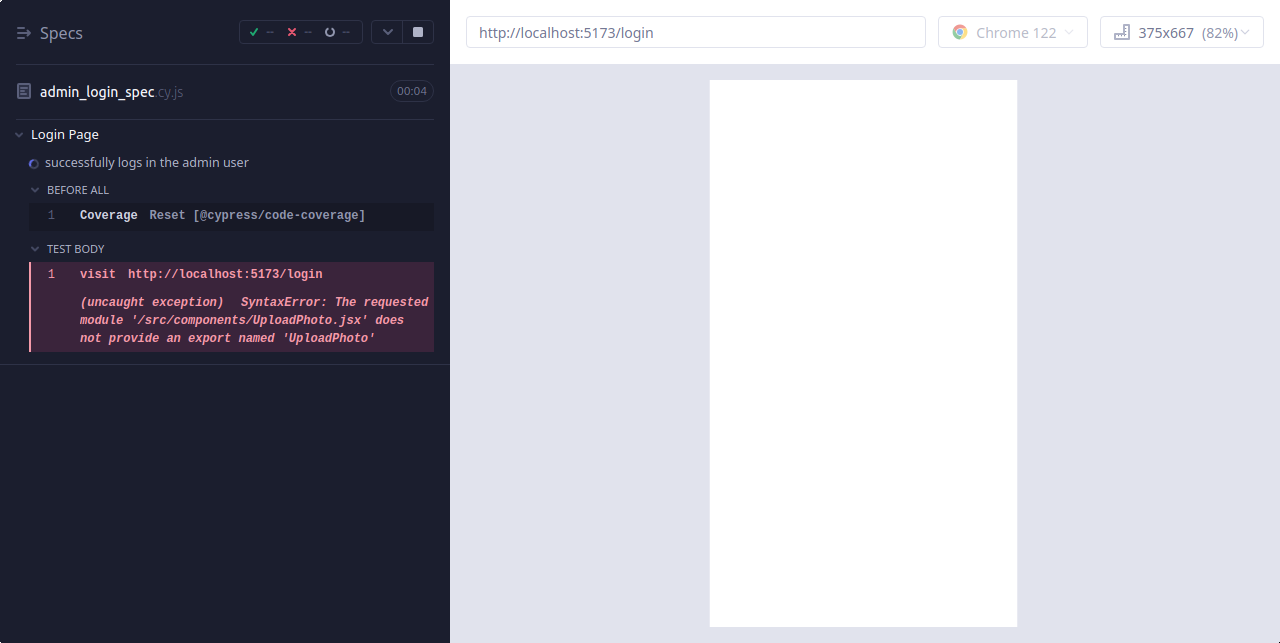 Specs
-- -- --
admin_login_spec.cy.js
00:04
Login Page
successfully logs in the admin user
BEFORE ALL
1 Coverage Reset [@cypress/code-coverage]
TEST BODY
1 visit http://localhost:5173/login
(uncaught exception) SyntaxError: The requested
module '/src/components/UploadPhoto.jsx' does
not provide an export named 'UploadPhoto'
http://localhost:5173/login
Chrome 122
375x667 (82%)